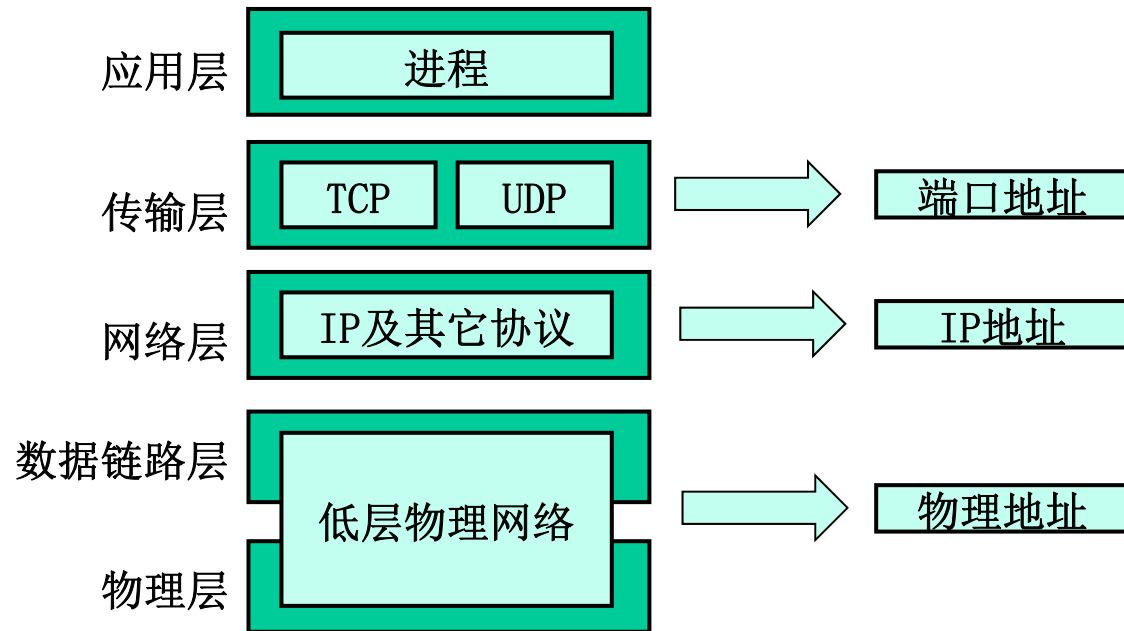 应用层
进程
传输层
TCP
UDP
端口地址
网络层
IP及其它协议
IP地址
数据链路层
低层物理网络
物理地址
物理层